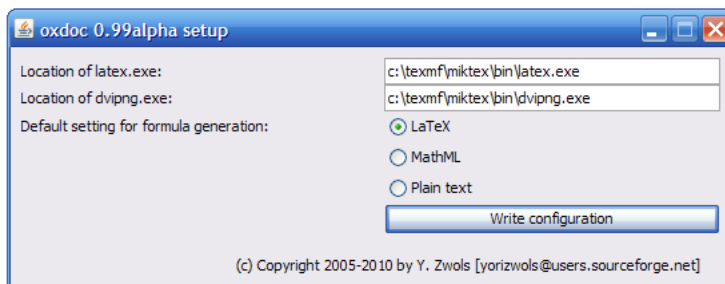 oxdoc 0.99alpha setup
Location of latex.exe: c:\texmf\miktex\bin\latex.exe
Location of dvipng.exe: c:\texmf\miktex\bin\dvipng.exe
Default setting for formula generation: LaTeX
MathML
Plain text
Write configuration
(c) Copyright 2005-2010 by Y. Zwols [yorizwols@users.sourceforge.net]